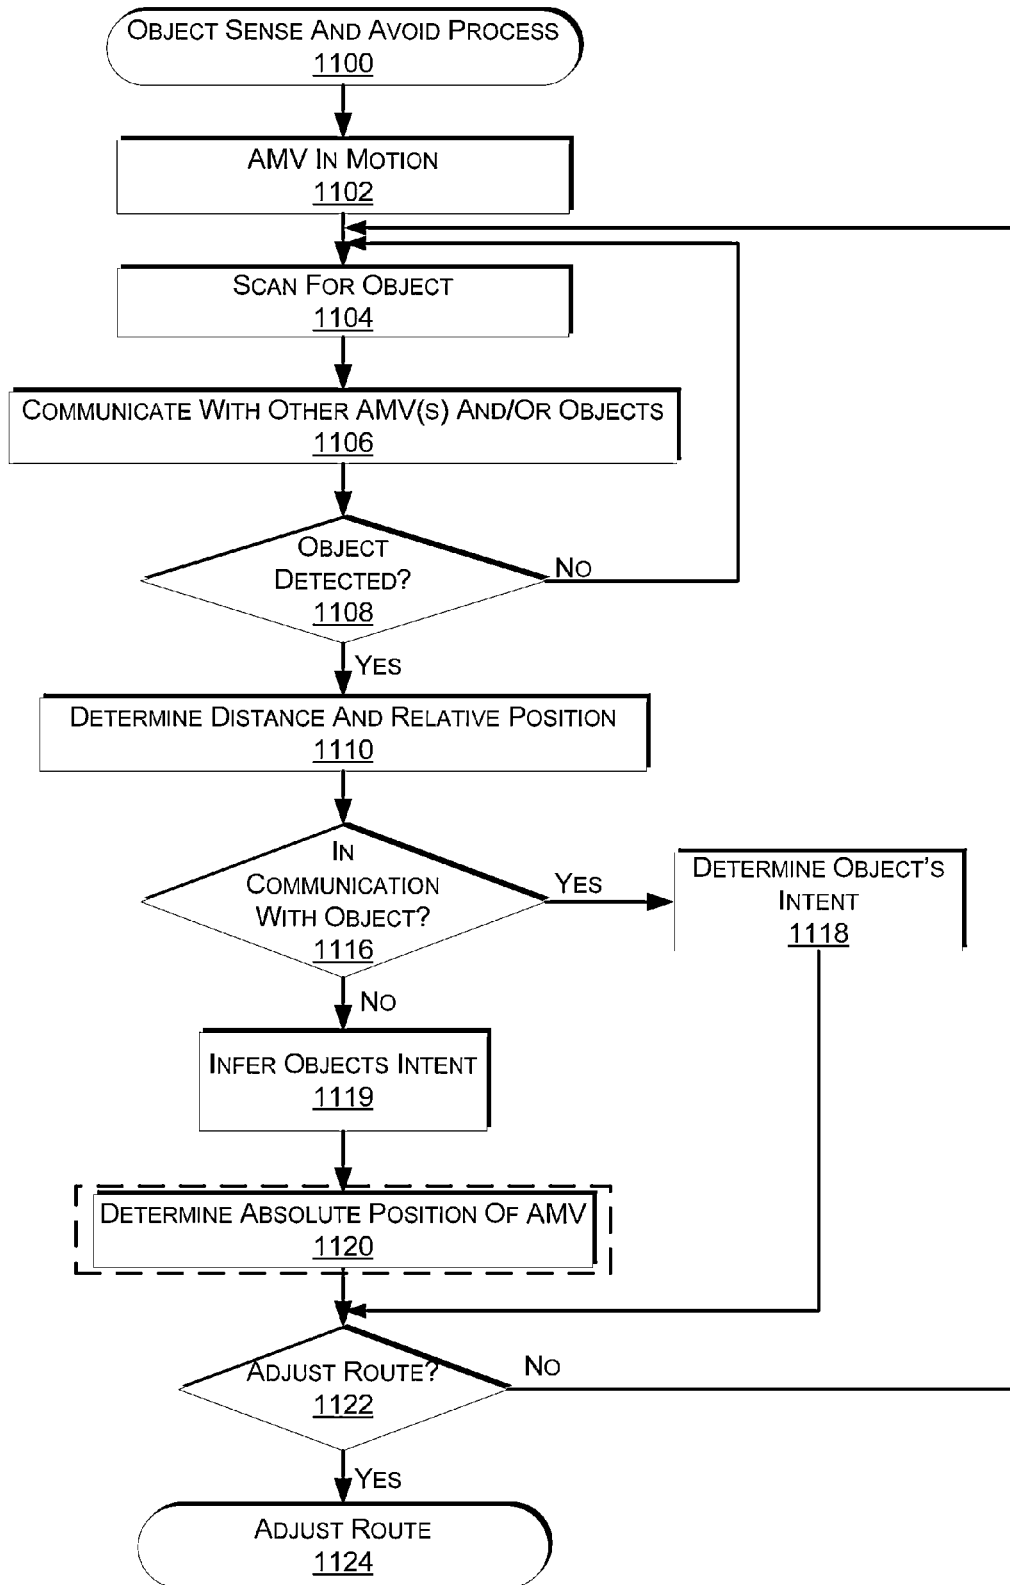 OBJECT SENSE AND AVOID PROCESS
1100
AMV IN MOTION
1102
SCAN FOR OBJECT
1104
COMMUNICATE WITH OTHER AMV(S) AND/OR OBJECTS
1106
OBJECT
DETECTED?
1108
NO
YES
DETERMINE DISTANCE AND RELATIVE POSITION
1110
IN
COMMUNICATION
WITH OBJECT?
1116
YES
DETERMINE OBJECT'S
INTENT
1118
NO
INFER OBJECTS INTENT
1119
DETERMINE ABSOLUTE POSITION OF AMV
1120
ADJUST ROUTE?
1122
NO
YES
ADJUST ROUTE
1124